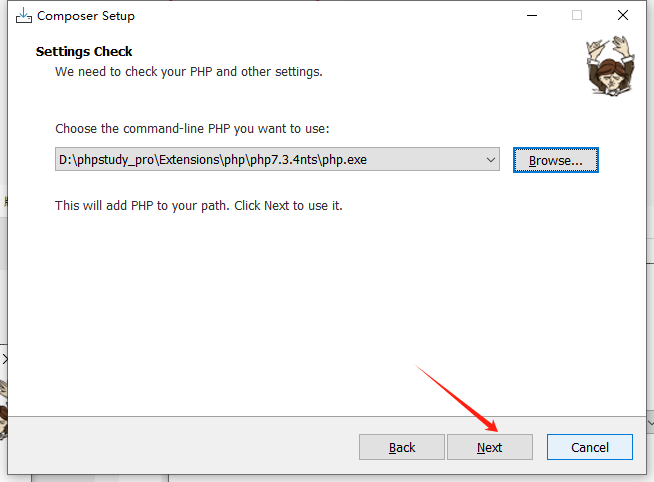 Composer Setup
Settings Check
We need to check your PHP and other settings.
Choose the command-line PHP you want to use:
D:\phpstudy_pro\Extensions\php\php7.3.4nts\php.exe
Browse...
This will add PHP to your path. Click Next to use it.
Back
Next
Cancel